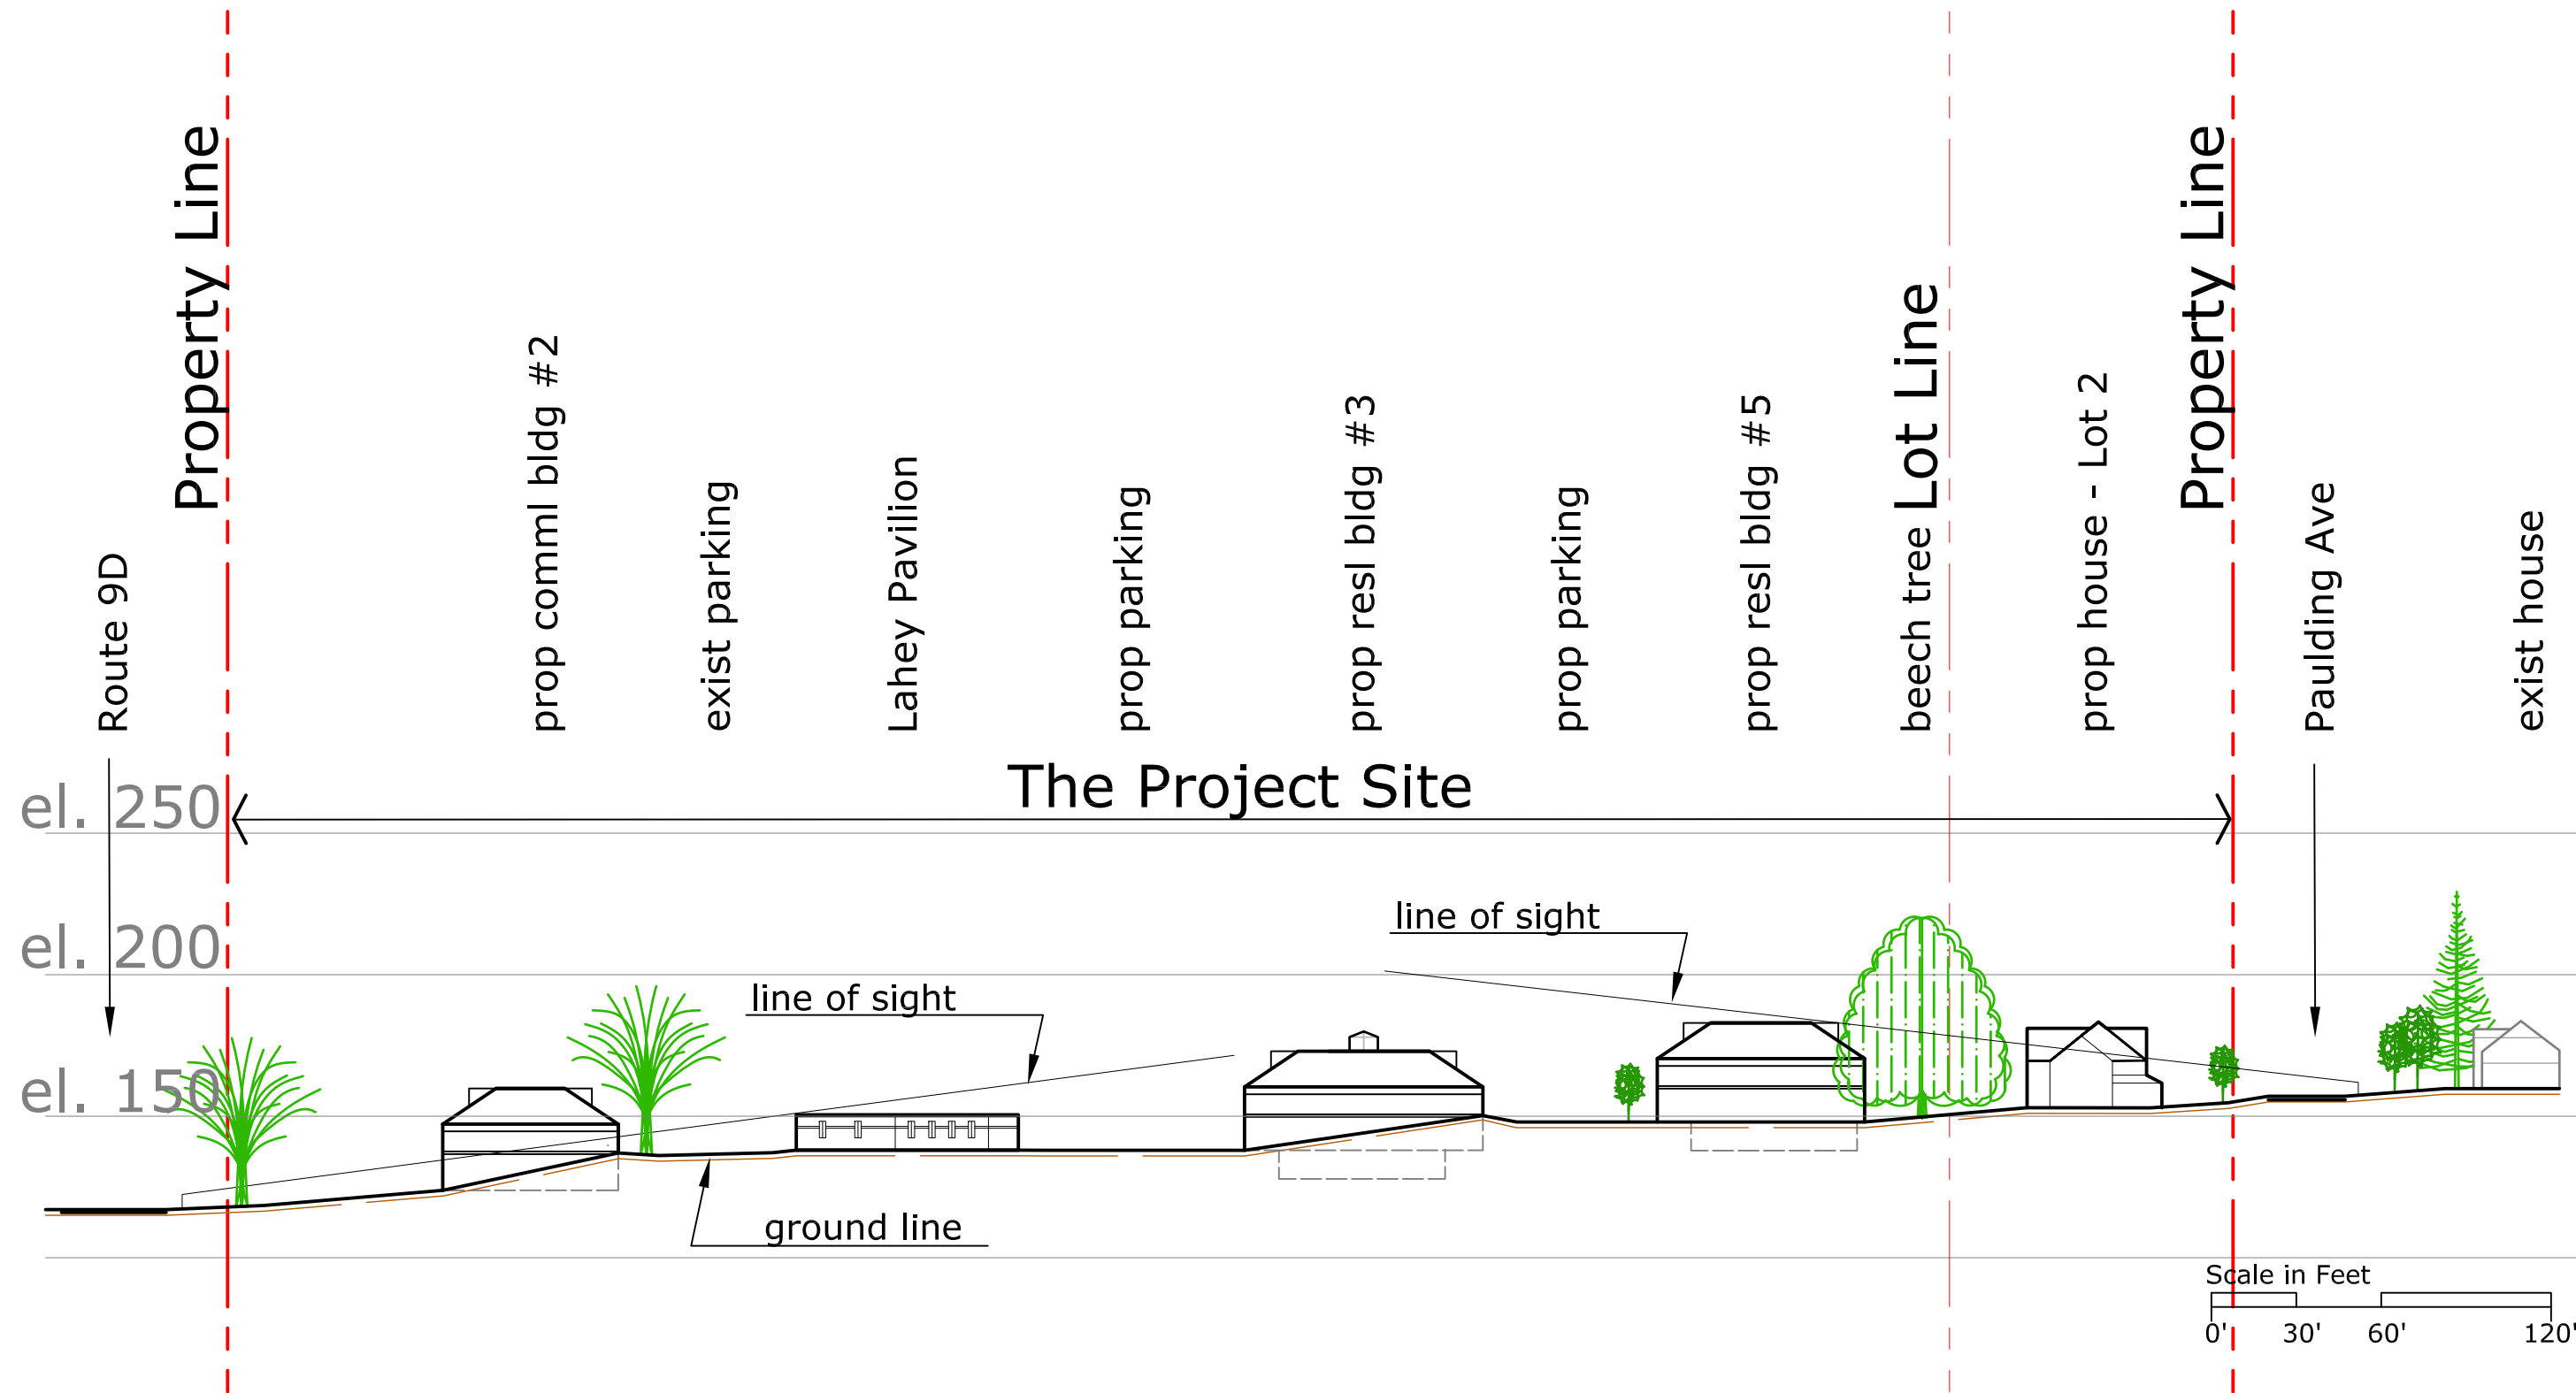 Property Line
Route 9D
prop comml bldg #2
exist parking
Lahey Pavilion
prop parking
prop resl bldg #3
prop parking
prop resl bldg #5
beech tree
Lot Line
prop house - Lot 2
Property Line
Paulding Ave
exist house
The Project Site
el. 250
el. 200
el. 150
line of sight
line of sight
ground line
Scale in Feet
0' 30' 60' 120'